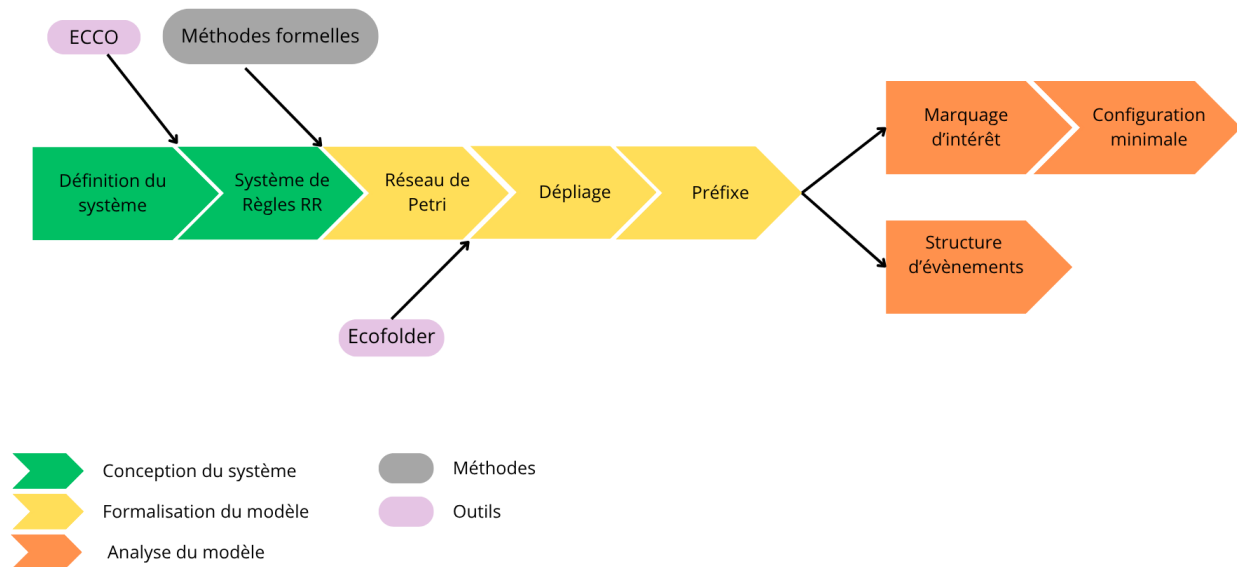 ECCO
Méthodes formelles
Définition du
système
Système de
Règles RR
Réseau de
Petri
Dépliage
Préfixe
Marquage
d'intérêt
Configuration
minimale
Structure
d'évènements
Ecofolder
Conception du système
Formalisation du modèle
Analyse du modèle
Méthodes
Outils